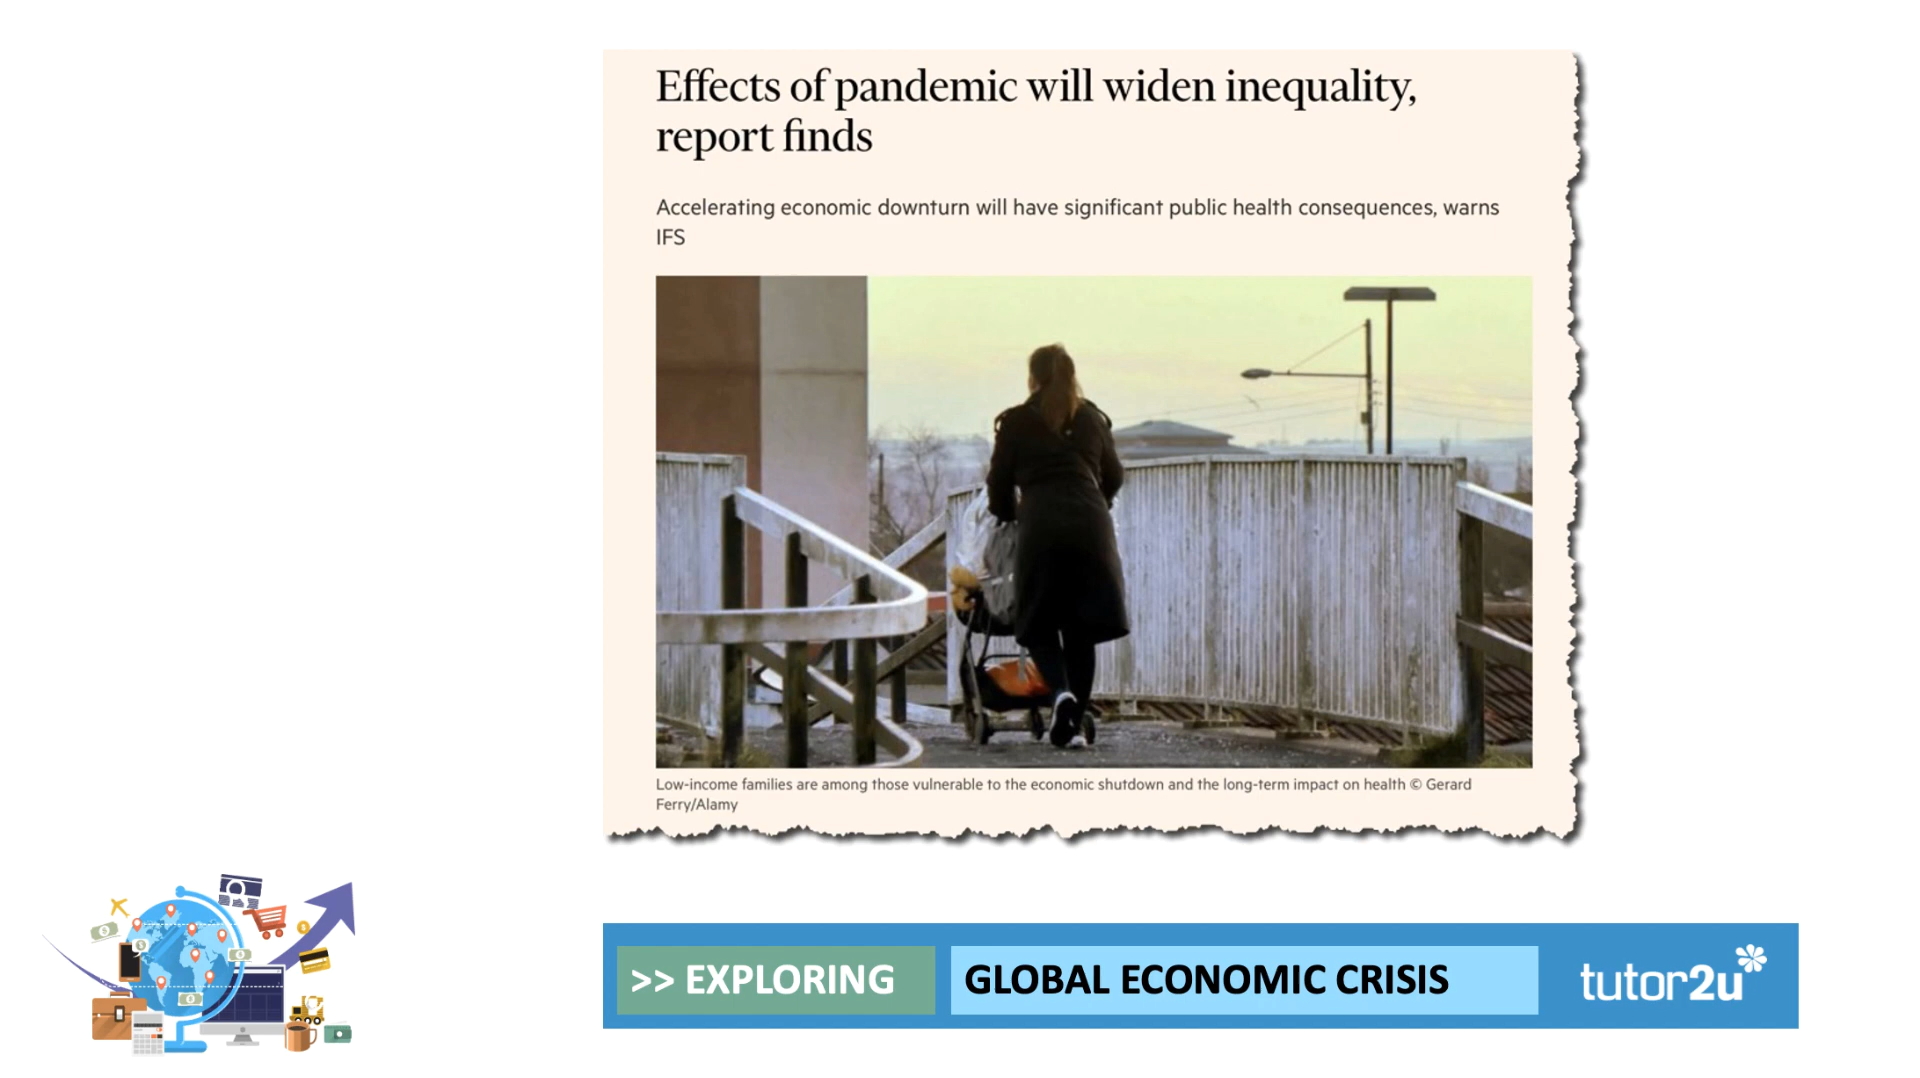 Effects of pandemic will widen inequality,
report finds
Accelerating economic downturn will have significant public health consequences, warns
IFS
Low-income families are among those vulnerable to the economic shutdown and the long-term impact on health © Gerard
Ferry/Alamy
>> EXPLORING
GLOBAL ECONOMIC CRISIS
tutor2u